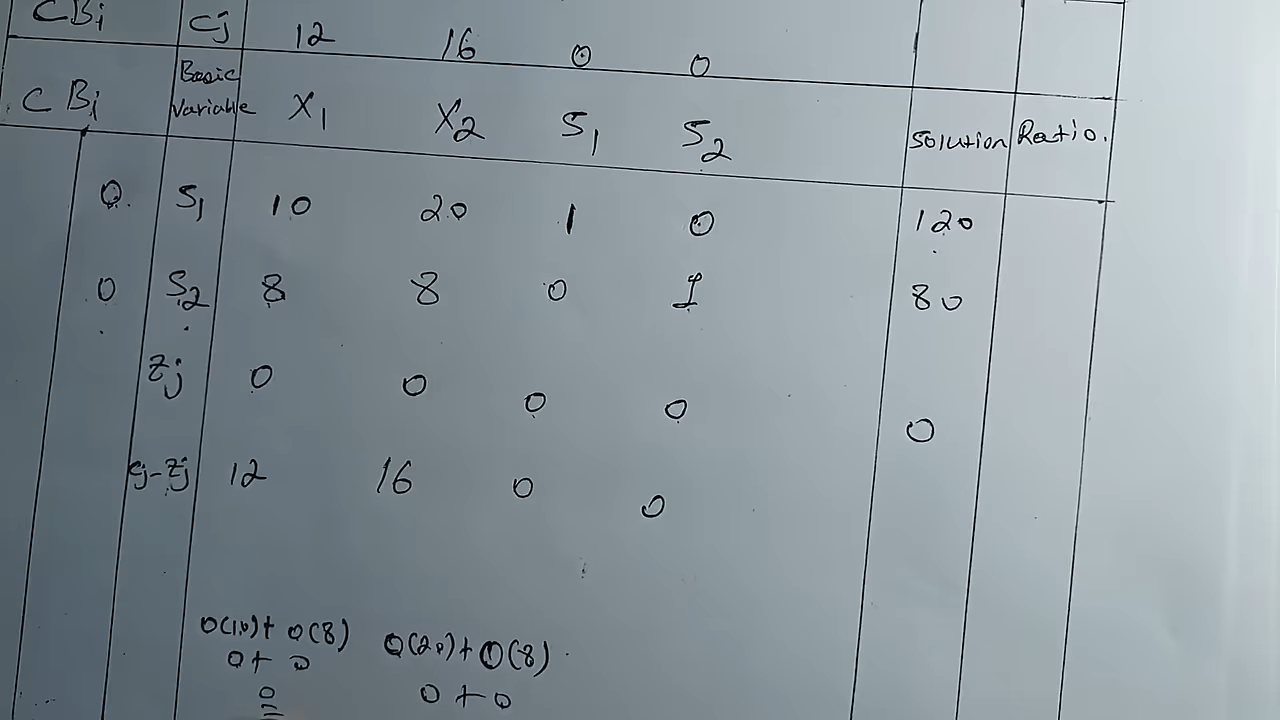 CBi Cj 12 16 0 0
CBi Basic Variable X1 X2 S1 S2 Solution Ratio.
0. S1 10 20 1 0 120
0 S2 8 8 0 1 80
Zj 0 0 0 0 0
Cj-Zj 12 16 0 0
0(10)+ 0(8) 0(20)+0(8)
0+ 0 0+0
0